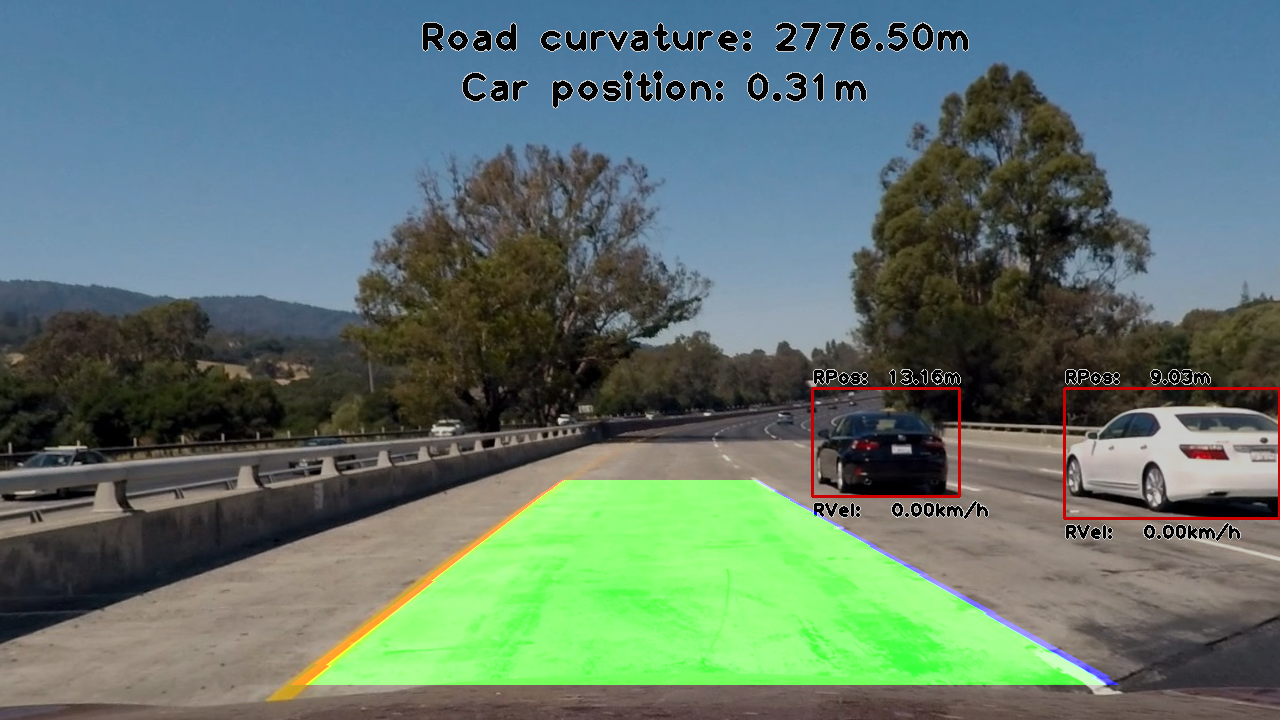 Road curvature: 2776.50m
Car position: 0.31m
RPos: 13.16m
RPos: 9.03m
RVel: 0.00km/h
RVel: 0.00km/h